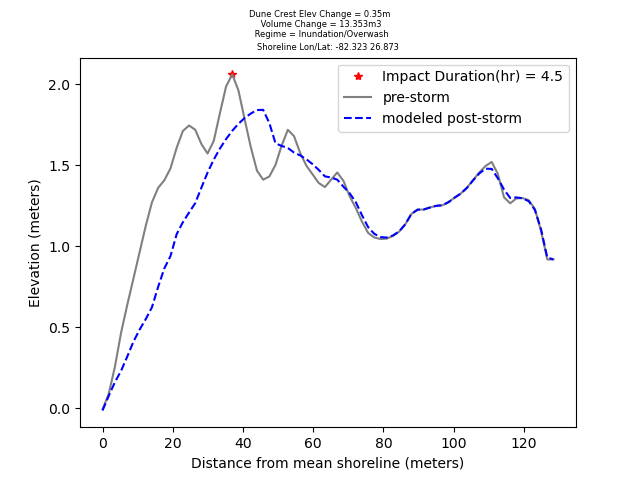 Dune Crest Elev Change = 0.35m
Volume Change = 13.353m3
Regime = Inundation/Overwash
Shoreline Lon/Lat: -82.323 26.873
Impact Duration(hr) = 4.5
pre-storm
modeled post-storm
2.0
1.5
1.0
0.5
0.0
Elevation (meters)
0 20 40 60 80 100 120
Distance from mean shoreline (meters)